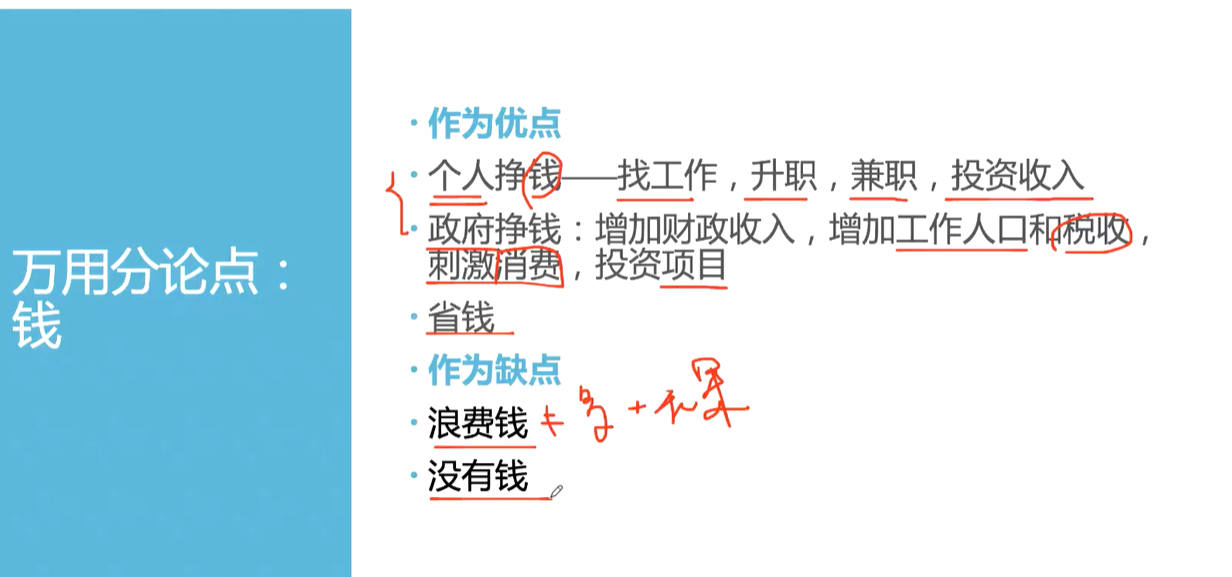 万用分论点：
钱
· 作为优点
· 个人挣钱——找工作，升职，兼职，投资收入
· 政府挣钱：增加财政收入，增加工作人口和税收，
刺激消费，投资项目
· 省钱
· 作为缺点
· 浪费钱
· 没有钱